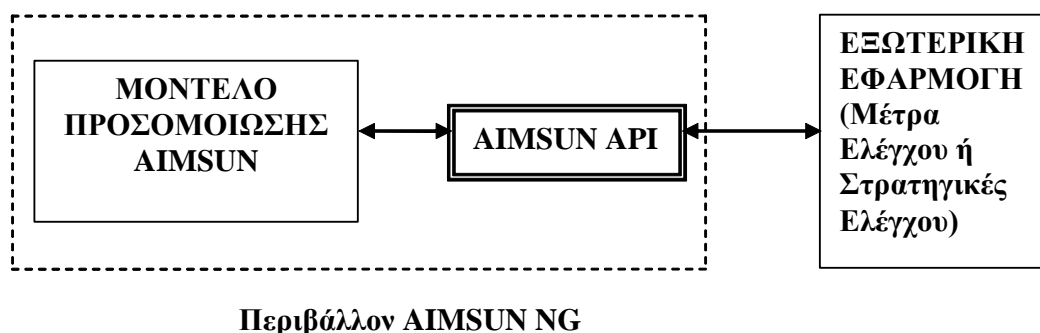 ΜΟΝΤΕΛΟ
ΠΡΟΣΟΜΟΙΩΣΗΣ
AIMSUN
AIMSUN API
ΕΞΩΤΕΡΙΚΗ
ΕΦΑΡΜΟΓΗ
(Μέτρα
Ελέγχου ή
Στρατηγικές
Ελέγχου)
Περιβάλλον AIMSUN NG